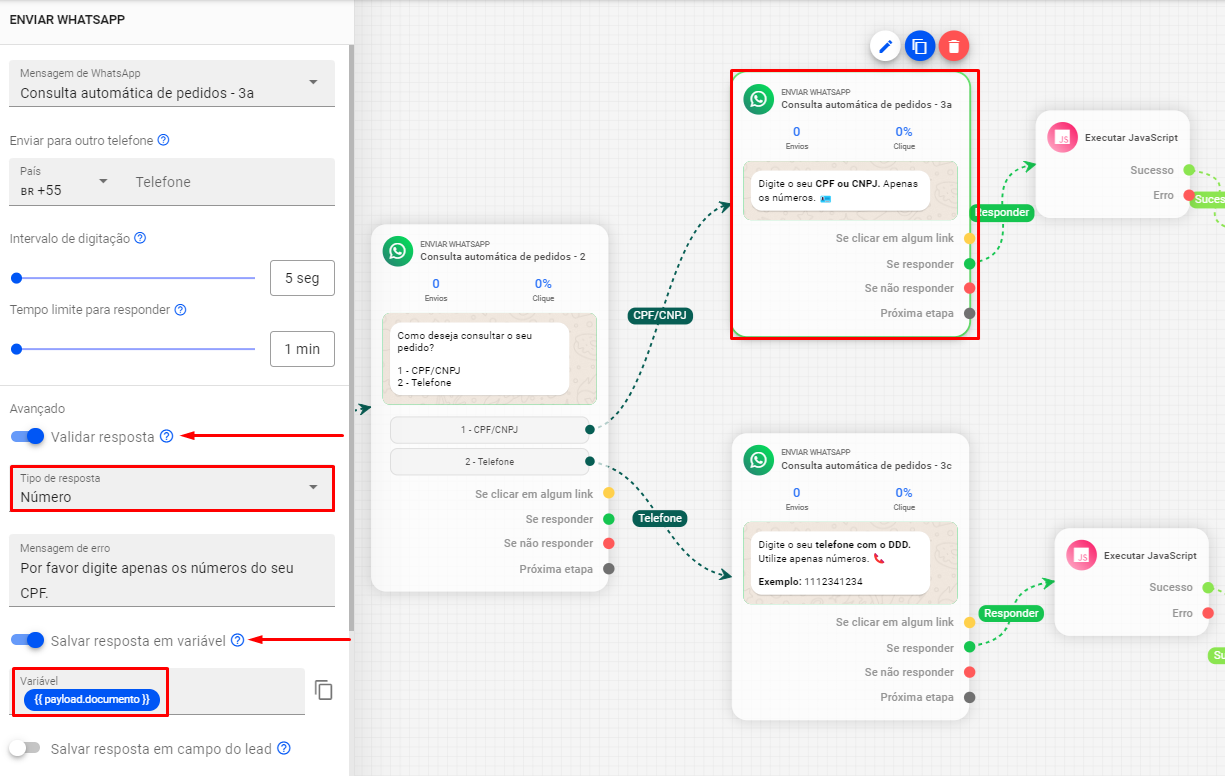 ENVIAR WHATSAPP
Mensagem de WhatsApp
Consulta automática de pedidos - 3a
Enviar para outro telefone
País
BR +55
Telefone
Intervalo de digitação
5 seg
Tempo limite para responder
1 min
Avançado
Validar resposta
Tipo de resposta
Número
Mensagem de erro
Por favor digite apenas os números do seu
CPF.
Salvar resposta em variável
Variável
{{ payload.documento }}
Salvar resposta em campo do lead
ENVIAR WHATSAPP
Consulta automática de pedidos - 2
0
0%
Envios
Clique
Como deseja consultar o seu
pedido?
1 - CPF/CNPJ
2 - Telefone
1 - CPF/CNPJ
2 - Telefone
Se clicar em algum link
Se responder
Se não responder
Próxima etapa
CPF/CNPJ
Telefone
ENVIAR WHATSAPP
Consulta automática de pedidos - 3a
0
0%
Envios
Clique
Digite o seu CPF ou CNPJ. Apenas
os números.
Se clicar em algum link
Se responder
Se não responder
Próxima etapa
Responder
JS
Executar JavaScript
Sucesso
Erro
Suces
ENVIAR WHATSAPP
Consulta automática de pedidos - 3c
0
0%
Envios
Clique
Digite o seu telefone com o DDD.
Utilize apenas números.
Exemplo: 1112341234
Se clicar em algum link
Se responder
Se não responder
Próxima etapa
Responder
JS
Executar JavaScript
Sucesso
Erro
Su